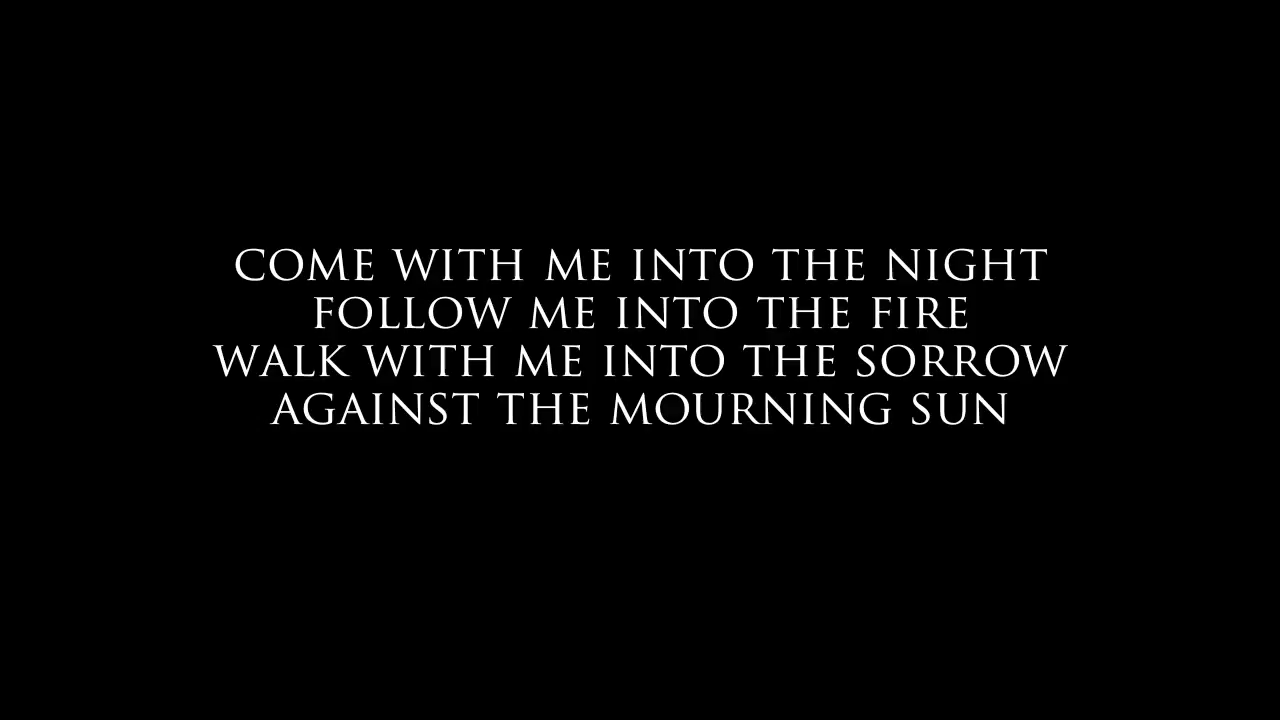 COME WITH ME INTO THE NIGHT
FOLLOW ME INTO THE FIRE
WALK WITH ME INTO THE SORROW
AGAINST THE MOURNING SUN